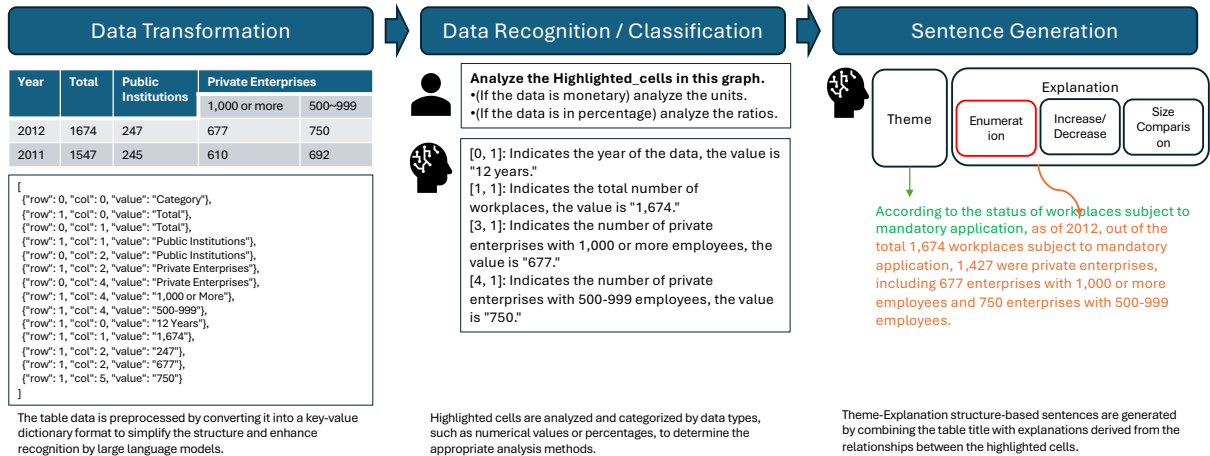 Data Transformation
Year Total Public Institutions Private Enterprises
1,000 or more 500~999
2012 1674 247 677 750
2011 1547 245 610 692
[
{"row": 0, "col": 0, "value": "Category"},
{"row": 1, "col": 0, "value": "Total"},
{"row": 0, "col": 1, "value": "Total"},
{"row": 1, "col": 1, "value": "Public Institutions"},
{"row": 0, "col": 2, "value": "Public Institutions"},
{"row": 1, "col": 2, "value": "Private Enterprises"},
{"row": 0, "col": 4, "value": "Private Enterprises"},
{"row": 1, "col": 4, "value": "1,000 or More"},
{"row": 1, "col": 4, "value": "500-999"},
{"row": 1, "col": 0, "value": "12 Years"},
{"row": 1, "col": 1, "value": "1,674"},
{"row": 1, "col": 2, "value": "247"},
{"row": 1, "col": 2, "value": "677"},
{"row": 1, "col": 5, "value": "750"}
]
The table data is preprocessed by converting it into a key-value
dictionary format to simplify the structure and enhance
recognition by large language models.
Data Recognition / Classification
Analyze the Highlighted_cells in this graph.
•(If the data is monetary) analyze the units.
•(If the data is in percentage) analyze the ratios.
[0, 1]: Indicates the year of the data, the value is
"12 years."
[1, 1]: Indicates the total number of
workplaces, the value is "1,674."
[3, 1]: Indicates the number of private
enterprises with 1,000 or more employees, the
value is "677."
[4, 1]: Indicates the number of private
enterprises with 500-999 employees, the value
is "750."
Highlighted cells are analyzed and categorized by data types,
such as numerical values or percentages, to determine the
appropriate analysis methods.
Sentence Generation
Theme
Explanation
Enumerat
ion
Increase/
Decrease
Size
Comparis
on
According to the status of workplaces subject to
mandatory application, as of 2012, out of the
total 1,674 workplaces subject to mandatory
application, 1,427 were private enterprises,
including 677 enterprises with 1,000 or more
employees and 750 enterprises with 500-999
employees.
Theme-Explanation structure-based sentences are generated
by combining the table title with explanations derived from the
relationships between the highlighted cells.